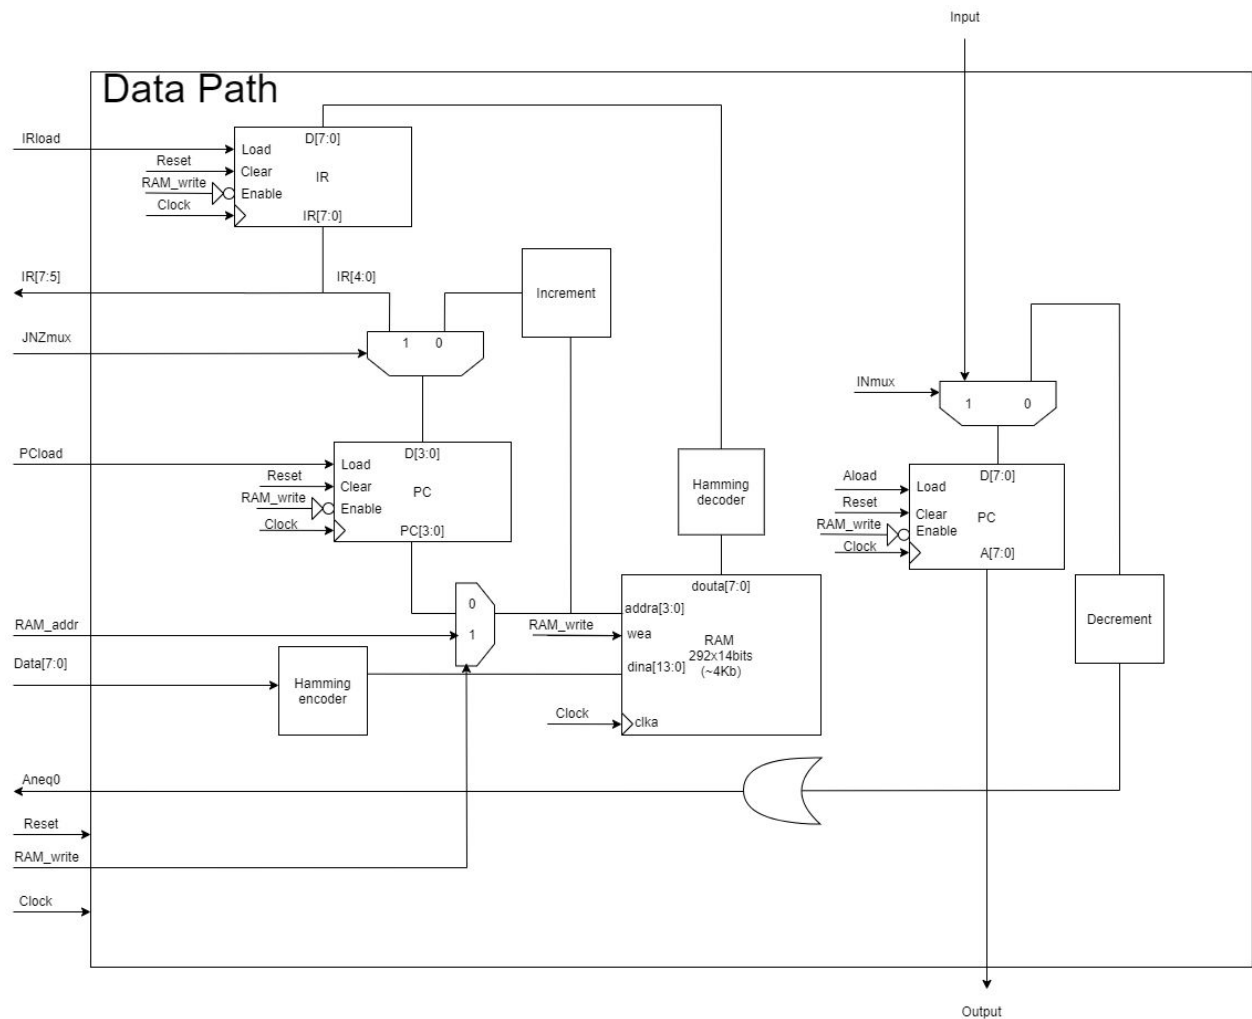 Input
Data Path
IRload
D[7:0]
Load
Reset
Clear
IR
RAM_write
Enable
Clock
IR[7:0]
IR[7:5]
IR[4:0]
Increment
JNZmux
1 0
INmux
1 0
PCload
D[3:0]
Load
Reset
Clear
PC
RAM_write
Enable
Clock
PC[3:0]
Hamming
decoder
D[7:0]
Aload
Load
Reset
Clear
PC
RAM_write
Enable
Clock
A[7:0]
douta[7:0]
0
addra[3:0]
RAM_addr
1
RAM_write
wea
RAM
292x14bits
(~4Kb)
dina[13:0]
Decrement
Data[7:0]
Hamming
encoder
Clock
clka
Aneq0
Reset
RAM_write
Clock
Output